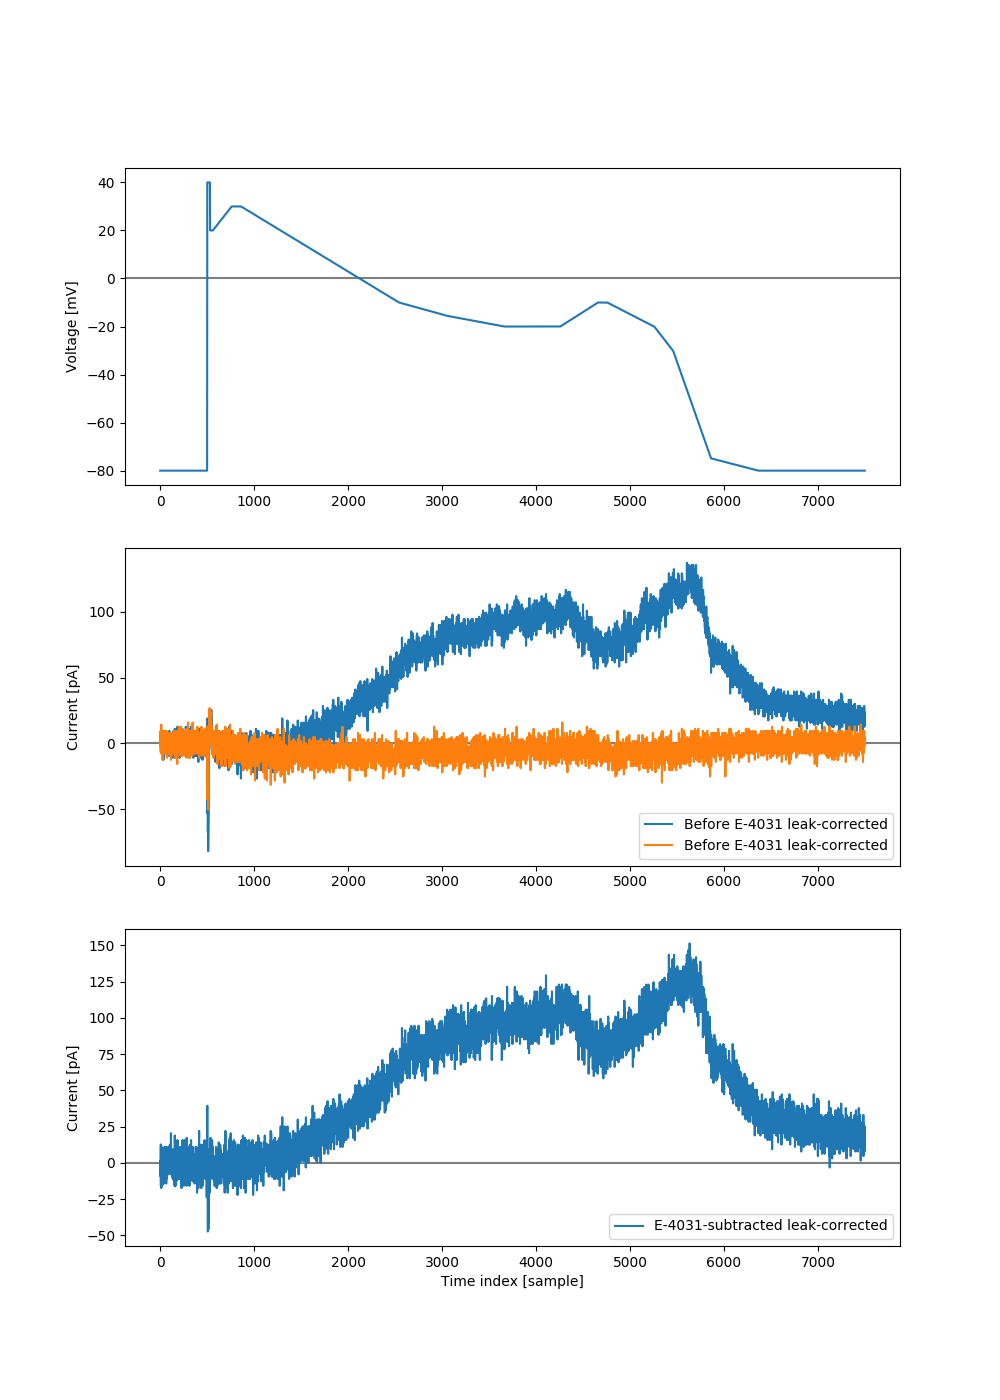 40
20
0
−20
−40
−60
−80
Voltage [mV]
0 1000 2000 3000 4000 5000 6000 7000
100
50
0
−50
Current [pA]
Before E-4031 leak-corrected
Before E-4031 leak-corrected
0 1000 2000 3000 4000 5000 6000 7000
150
125
100
75
50
25
0
−25
−50
Current [pA]
E-4031-subtracted leak-corrected
0 1000 2000 3000 4000 5000 6000 7000
Time index [sample]